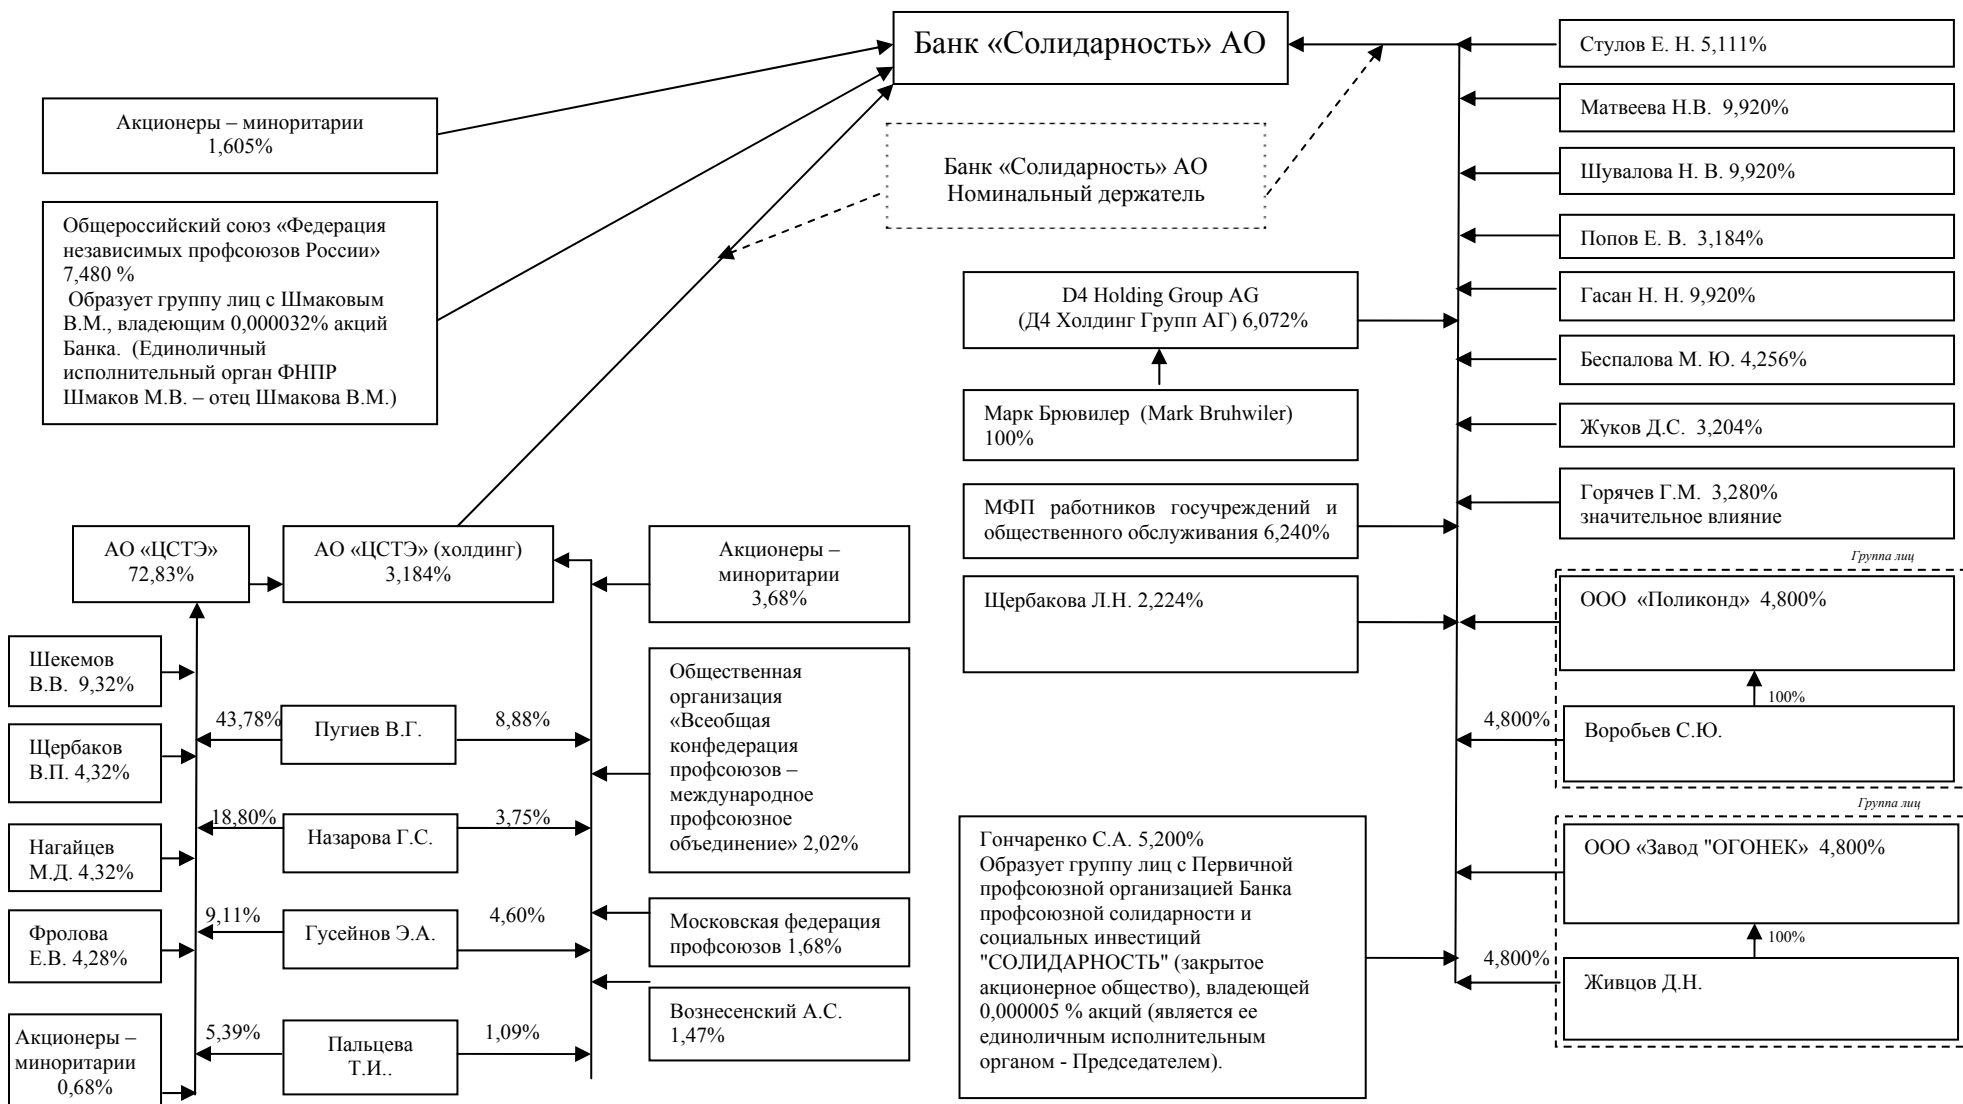 Банк «Солидарность» АО
Акционеры – миноритарии
1,605%
Общероссийский союз «Федерация
независимых профсоюзов России»
7,480 %
Образует группу лиц с Шмаковым
В.М., владеющим 0,000032% акций
Банка. (Единоличный
исполнительный орган ФНПР
Шмаков М.В. – отец Шмакова В.М.)
Банк «Солидарность» АО
Номинальный держатель
D4 Holding Group AG
(Д4 Холдинг Групп АГ) 6,072%
Марк Брювилер (Mark Bruhwiler)
100%
МФП работников госучреждений и
общественного обслуживания 6,240%
Щербакова Л.Н. 2,224%
Гончаренко С.А. 5,200%
Образует группу лиц с Первичной
профсоюзной организацией Банка
профсоюзной солидарности и
социальных инвестиций
"СОЛИДАРНОСТЬ" (закрытое
акционерное общество), владеющей
0,000005 % акций (является ее
единоличным исполнительным
органом - Председателем).
Стулов Е. Н. 5,111%
Матвеева Н.В. 9,920%
Шувалова Н. В. 9,920%
Попов Е. В. 3,184%
Гасан Н. Н. 9,920%
Беспалова М. Ю. 4,256%
Жуков Д.С. 3,204%
Горячев Г.М. 3,280%
значительное влияние
Группа лиц
ООО «Поликонд» 4,800%
100%
4,800%
Воробьев С.Ю.
Группа лиц
ООО «Завод "ОГОНЕК» 4,800%
100%
4,800%
Живцов Д.Н.
АО «ЦСТЭ»
72,83%
АО «ЦСТЭ» (холдинг)
3,184%
Акционеры –
миноритарии
3,68%
Общественная
организация
«Всеобщая
конфедерация
профсоюзов –
международное
профсоюзное
объединение» 2,02%
Московская федерация
профсоюзов 1,68%
Вознесенский А.С.
1,47%
Шекемов
В.В. 9,32%
Щербаков
В.П. 4,32%
Нагайцев
М.Д. 4,32%
Фролова
Е.В. 4,28%
Акционеры –
миноритарии
0,68%
43,78%
Пугиев В.Г.
8,88%
18,80%
Назарова Г.С.
3,75%
9,11%
Гусейнов Э.А.
4,60%
5,39%
Пальцева
Т.И..
1,09%